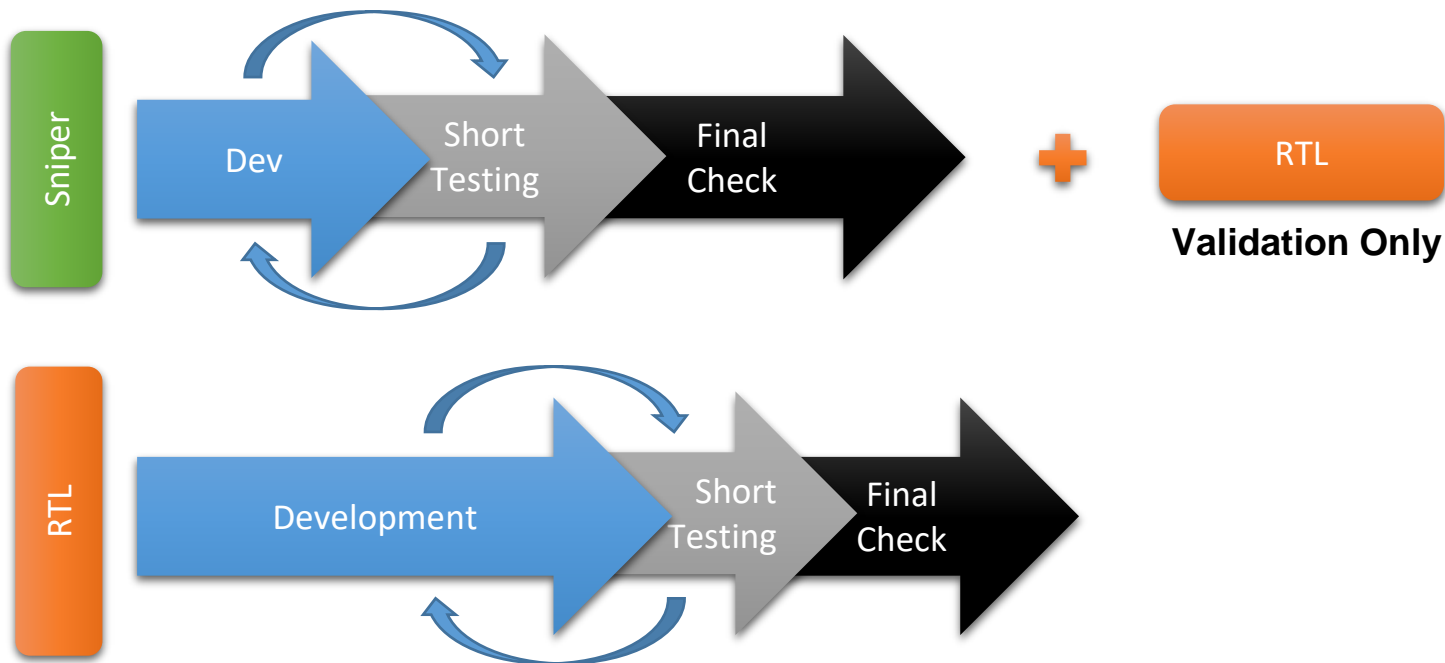 Sniper
Dev
Short
Testing
Final
Check
RTL
Validation Only
RTL
Development
Short
Testing
Final
Check